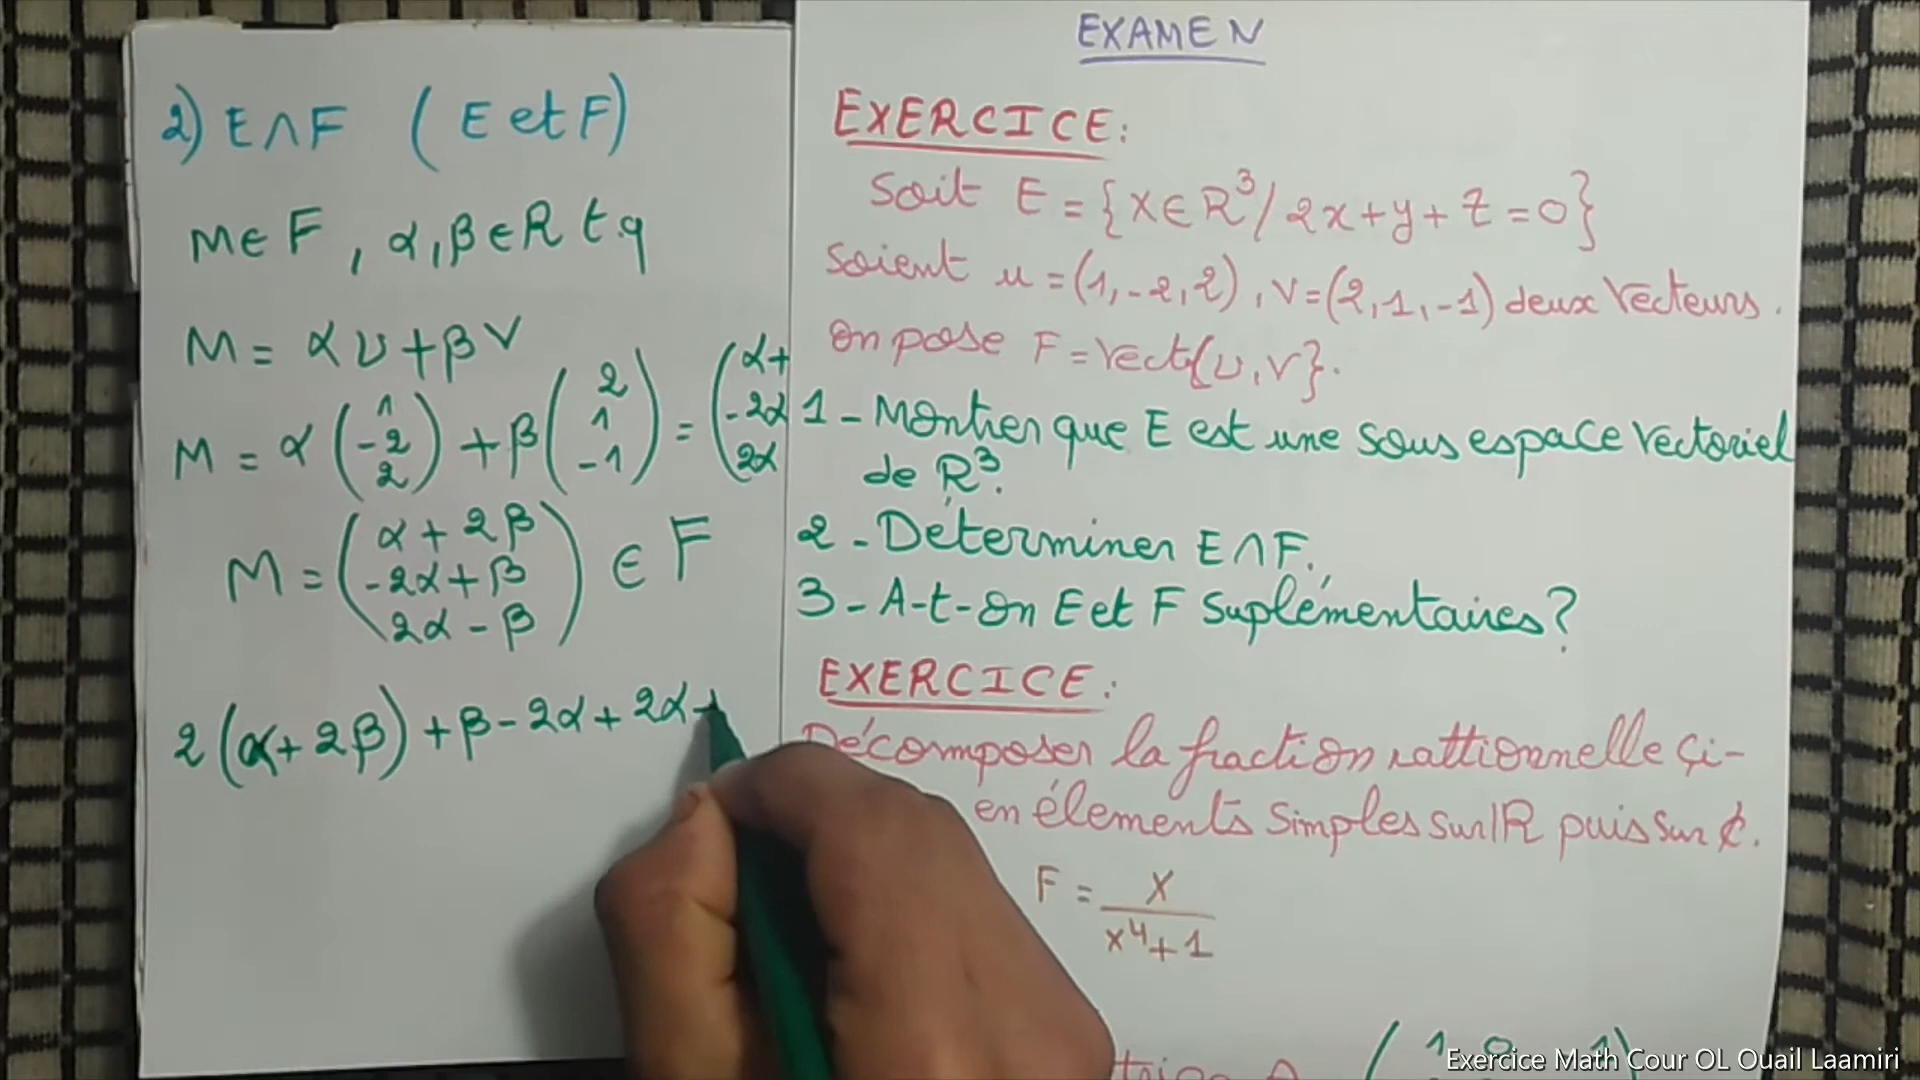 2) E∩F ( E et F)
M∈F , α,β∈R t.q
M = αu+βv
M = α(1 -2 2) + β(2 1 -1) = (α+ -2α 2α
M = (α + 2β -2α+β 2α - β) ∈ F
2(α+2β)+β-2α+2α
EXAMEN
EXERCICE:
Soit E = {X∈R³/2x+y+z=0}
Soient u = (1,-2,2) , v=(2,1,-1) deux Vecteurs.
On pose F = Vect{u,v}.
1 - Montrer que E est une sous espace Vectoriel
de R³.
2 - Déterminer E∩F.
3 - A-t-on E et F Suplémentaires?
EXERCICE:
Décomposer la fraction rattionnelle çi-
en élements simples sur IR puis sur ₵.
F = X
x⁴+1
Exercice Math Cour OL Ouail Laamiri